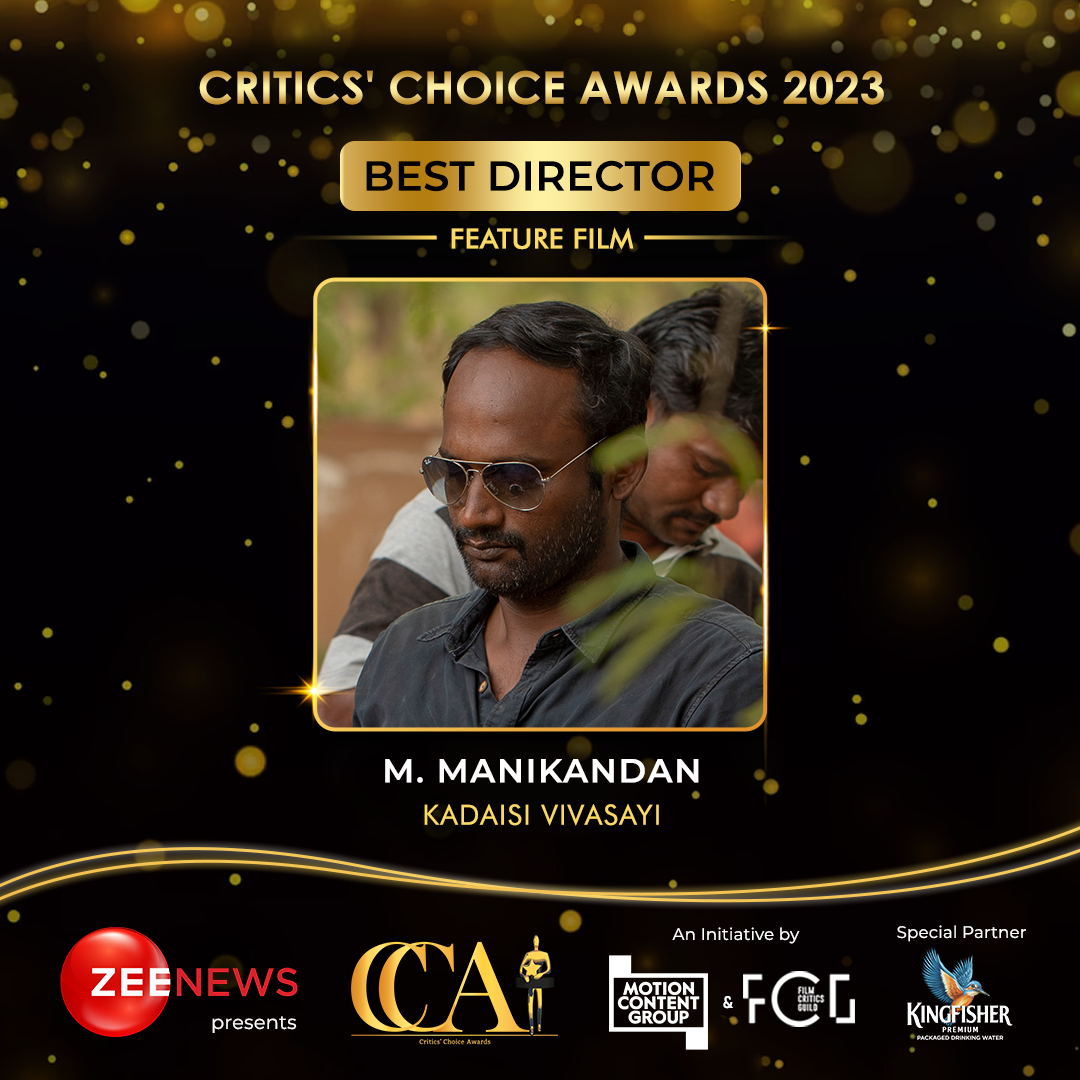 CRITICS' CHOICE AWARDS 2023
BEST DIRECTOR
FEATURE FILM
M. MANIKANDAN
KADAISI VIVASAYI
ZEENEWS
presents
CCA
Critics' Choice Awards
An Initiative by
MOTION
CONTENT
GROUP
&
FCG
FILM
CRITICS
GUILD
Special Partner
KINGFISHER
PREMIUM
PACKAGED DRINKING WATER